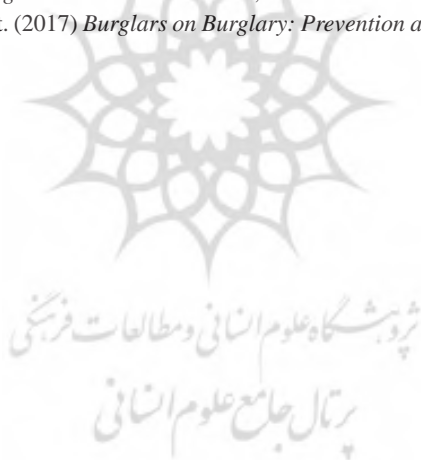 . (2017) Burglars on Burglary: Prevention a
پژوهشگاه علوم انسانی و مطالعات فرهنگی
پرتال جامع علوم انسانی